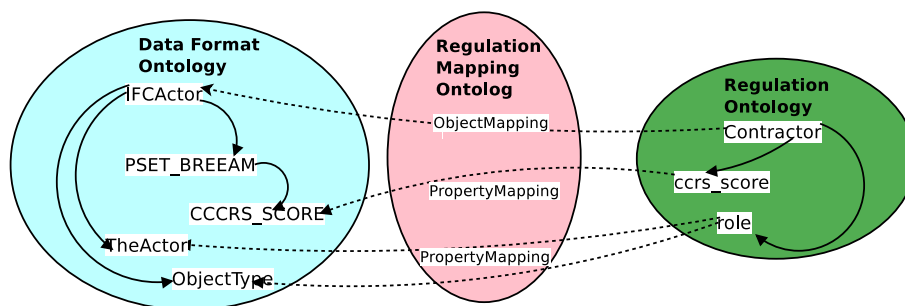 Data Format
Ontology
IFCActor
PSET_BREEAM
CCCRS_SCORE
TheActor
ObjectType
Regulation
Mapping
Ontolog
ObjectMapping
PropertyMapping
PropertyMapping
Regulation
Ontology
Contractor
ccrs_score
role